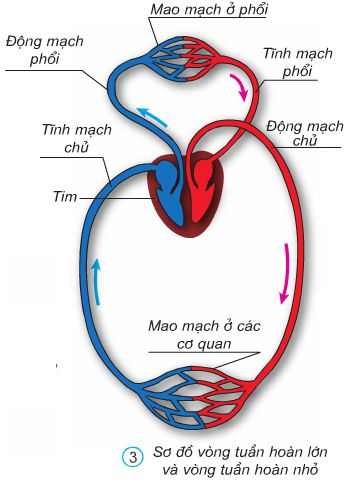 Mao mạch ở phổi
Động mạch
phổi
Tĩnh mạch
phổi
Tĩnh mạch
chủ
Động mạch
chủ
Tim
Mao mạch ở các
cơ quan
3 Sơ đồ vòng tuần hoàn lớn
và vòng tuần hoàn nhỏ